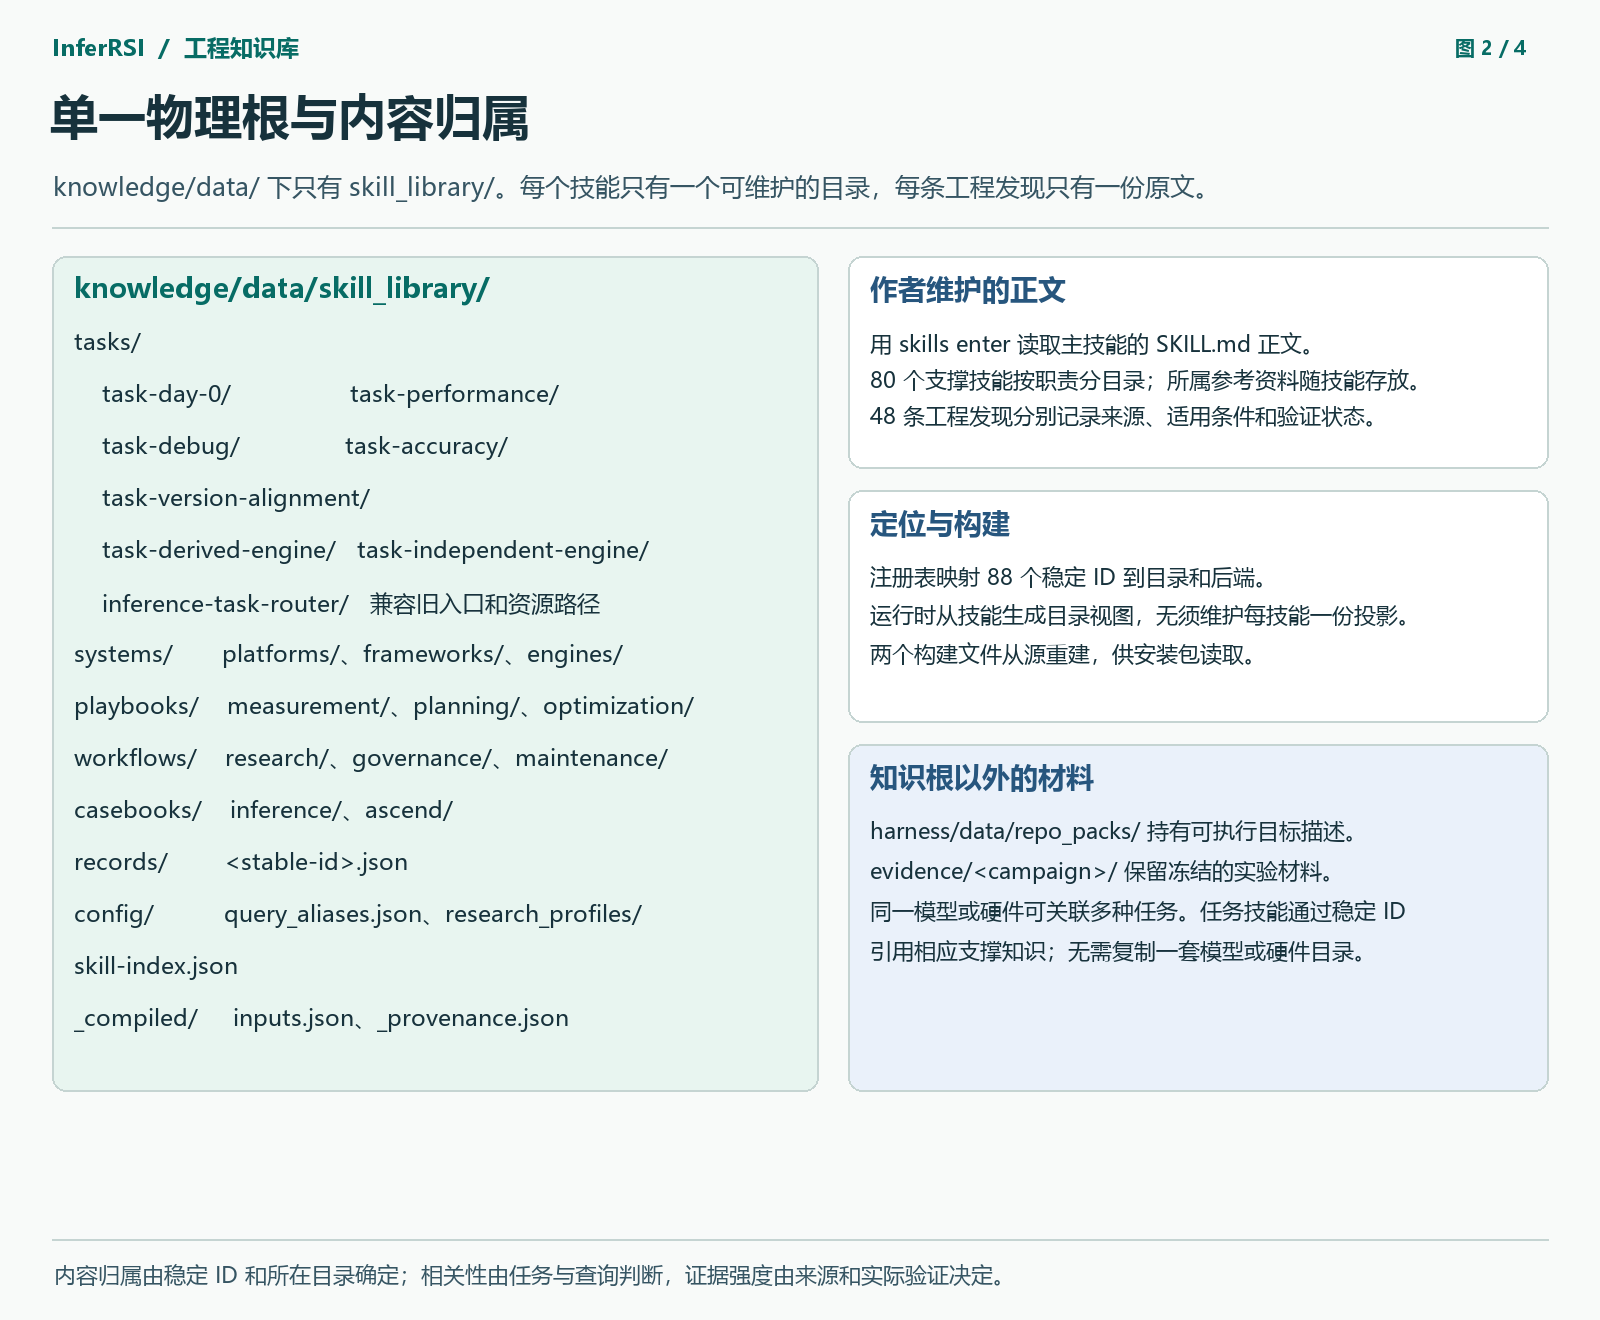 InferRSI / 工程知识库
图 2 / 4
单一物理根与内容归属
knowledge/data/ 下只有 skill_library/。每个技能只有一个可维护的目录，每条工程发现只有一份原文。
knowledge/data/skill_library/
tasks/
task-day-0/ task-performance/
task-debug/ task-accuracy/
task-version-alignment/
task-derived-engine/ task-independent-engine/
inference-task-router/ 兼容旧入口和资源路径
systems/ platforms/、frameworks/、engines/
playbooks/ measurement/、planning/、optimization/
workflows/ research/、governance/、maintenance/
casebooks/ inference/、ascend/
records/ <stable-id>.json
config/ query_aliases.json、research_profiles/
skill-index.json
_compiled/ inputs.json、_provenance.json
作者维护的正文
用 skills enter 读取主技能的 SKILL.md 正文。
80 个支撑技能按职责分目录；所属参考资料随技能存放。
48 条工程发现分别记录来源、适用条件和验证状态。
定位与构建
注册表映射 88 个稳定 ID 到目录和后端。
运行时从技能生成目录视图，无须维护每技能一份投影。
两个构建文件从源重建，供安装包读取。
知识根以外的材料
harness/data/repo_packs/ 持有可执行目标描述。
evidence/<campaign>/ 保留冻结的实验材料。
同一模型或硬件可关联多种任务。任务技能通过稳定 ID
引用相应支撑知识；无需复制一套模型或硬件目录。
内容归属由稳定 ID 和所在目录确定；相关性由任务与查询判断，证据强度由来源和实际验证决定。